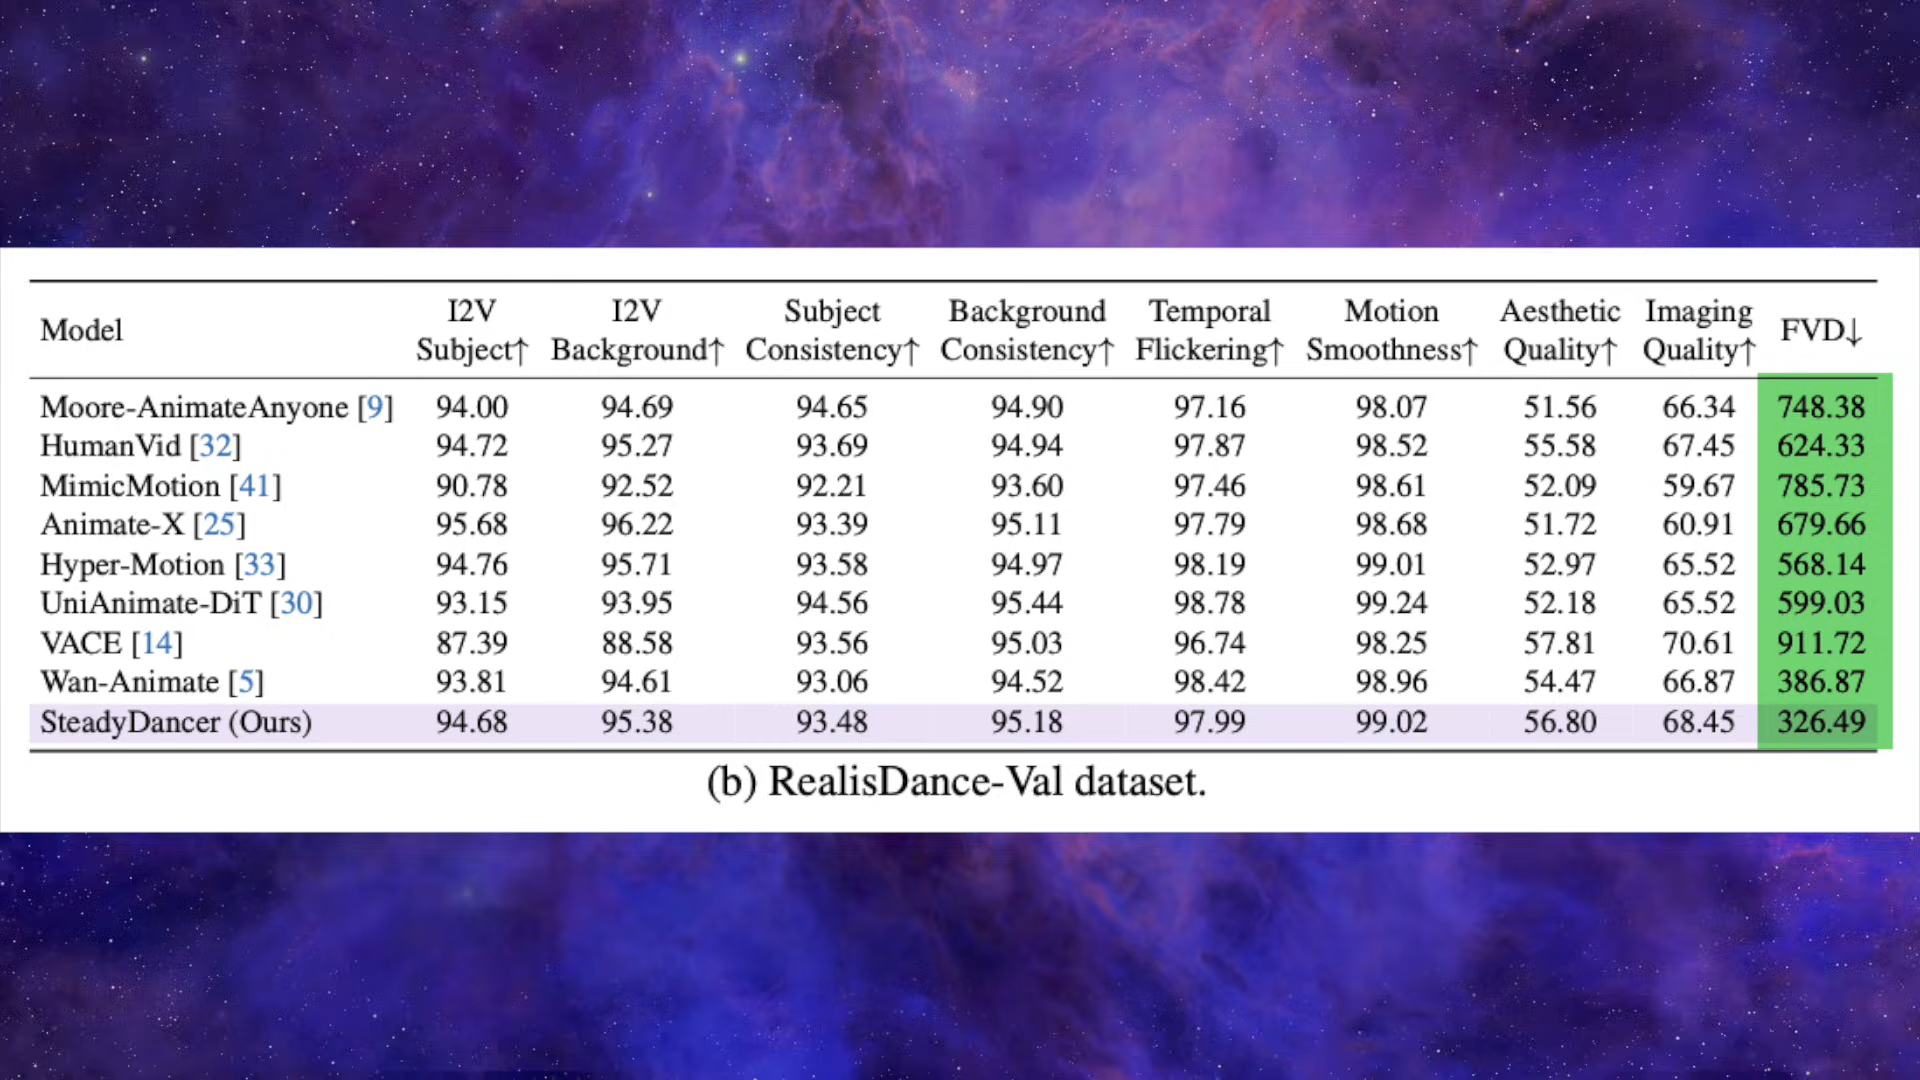 Model I2V Subject↑ I2V Background↑ Subject Consistency↑ Background Consistency↑ Temporal Flickering↑ Motion Smoothness↑ Aesthetic Quality↑ Imaging Quality↑ FVD↓
Moore-AnimateAnyone [9] 94.00 94.69 94.65 94.90 97.16 98.07 51.56 66.34 748.38
HumanVid [32] 94.72 95.27 93.69 94.94 97.87 98.52 55.58 67.45 624.33
MimicMotion [41] 90.78 92.52 92.21 93.60 97.46 98.61 52.09 59.67 785.73
Animate-X [25] 95.68 96.22 93.39 95.11 97.79 98.68 51.72 60.91 679.66
Hyper-Motion [33] 94.76 95.71 93.58 94.97 98.19 99.01 52.97 65.52 568.14
UniAnimate-DiT [30] 93.15 93.95 94.56 95.44 98.78 99.24 52.18 65.52 599.03
VACE [14] 87.39 88.58 93.56 95.03 96.74 98.25 57.81 70.61 911.72
Wan-Animate [5] 93.81 94.61 93.06 94.52 98.42 98.96 54.47 66.87 386.87
SteadyDancer (Ours) 94.68 95.38 93.48 95.18 97.99 99.02 56.80 68.45 326.49
(b) RealisDance-Val dataset.